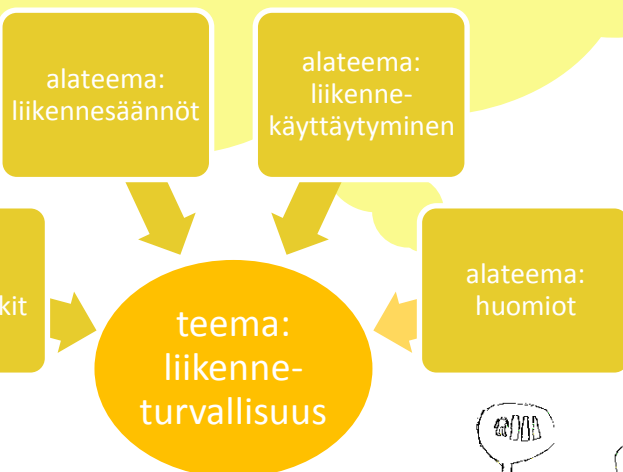 alateema:
liikennesäännöt
alateema:
liikenne-
käyttäytyminen
kit
alateema:
huomiot
teema:
liikenne-
turvallisuus